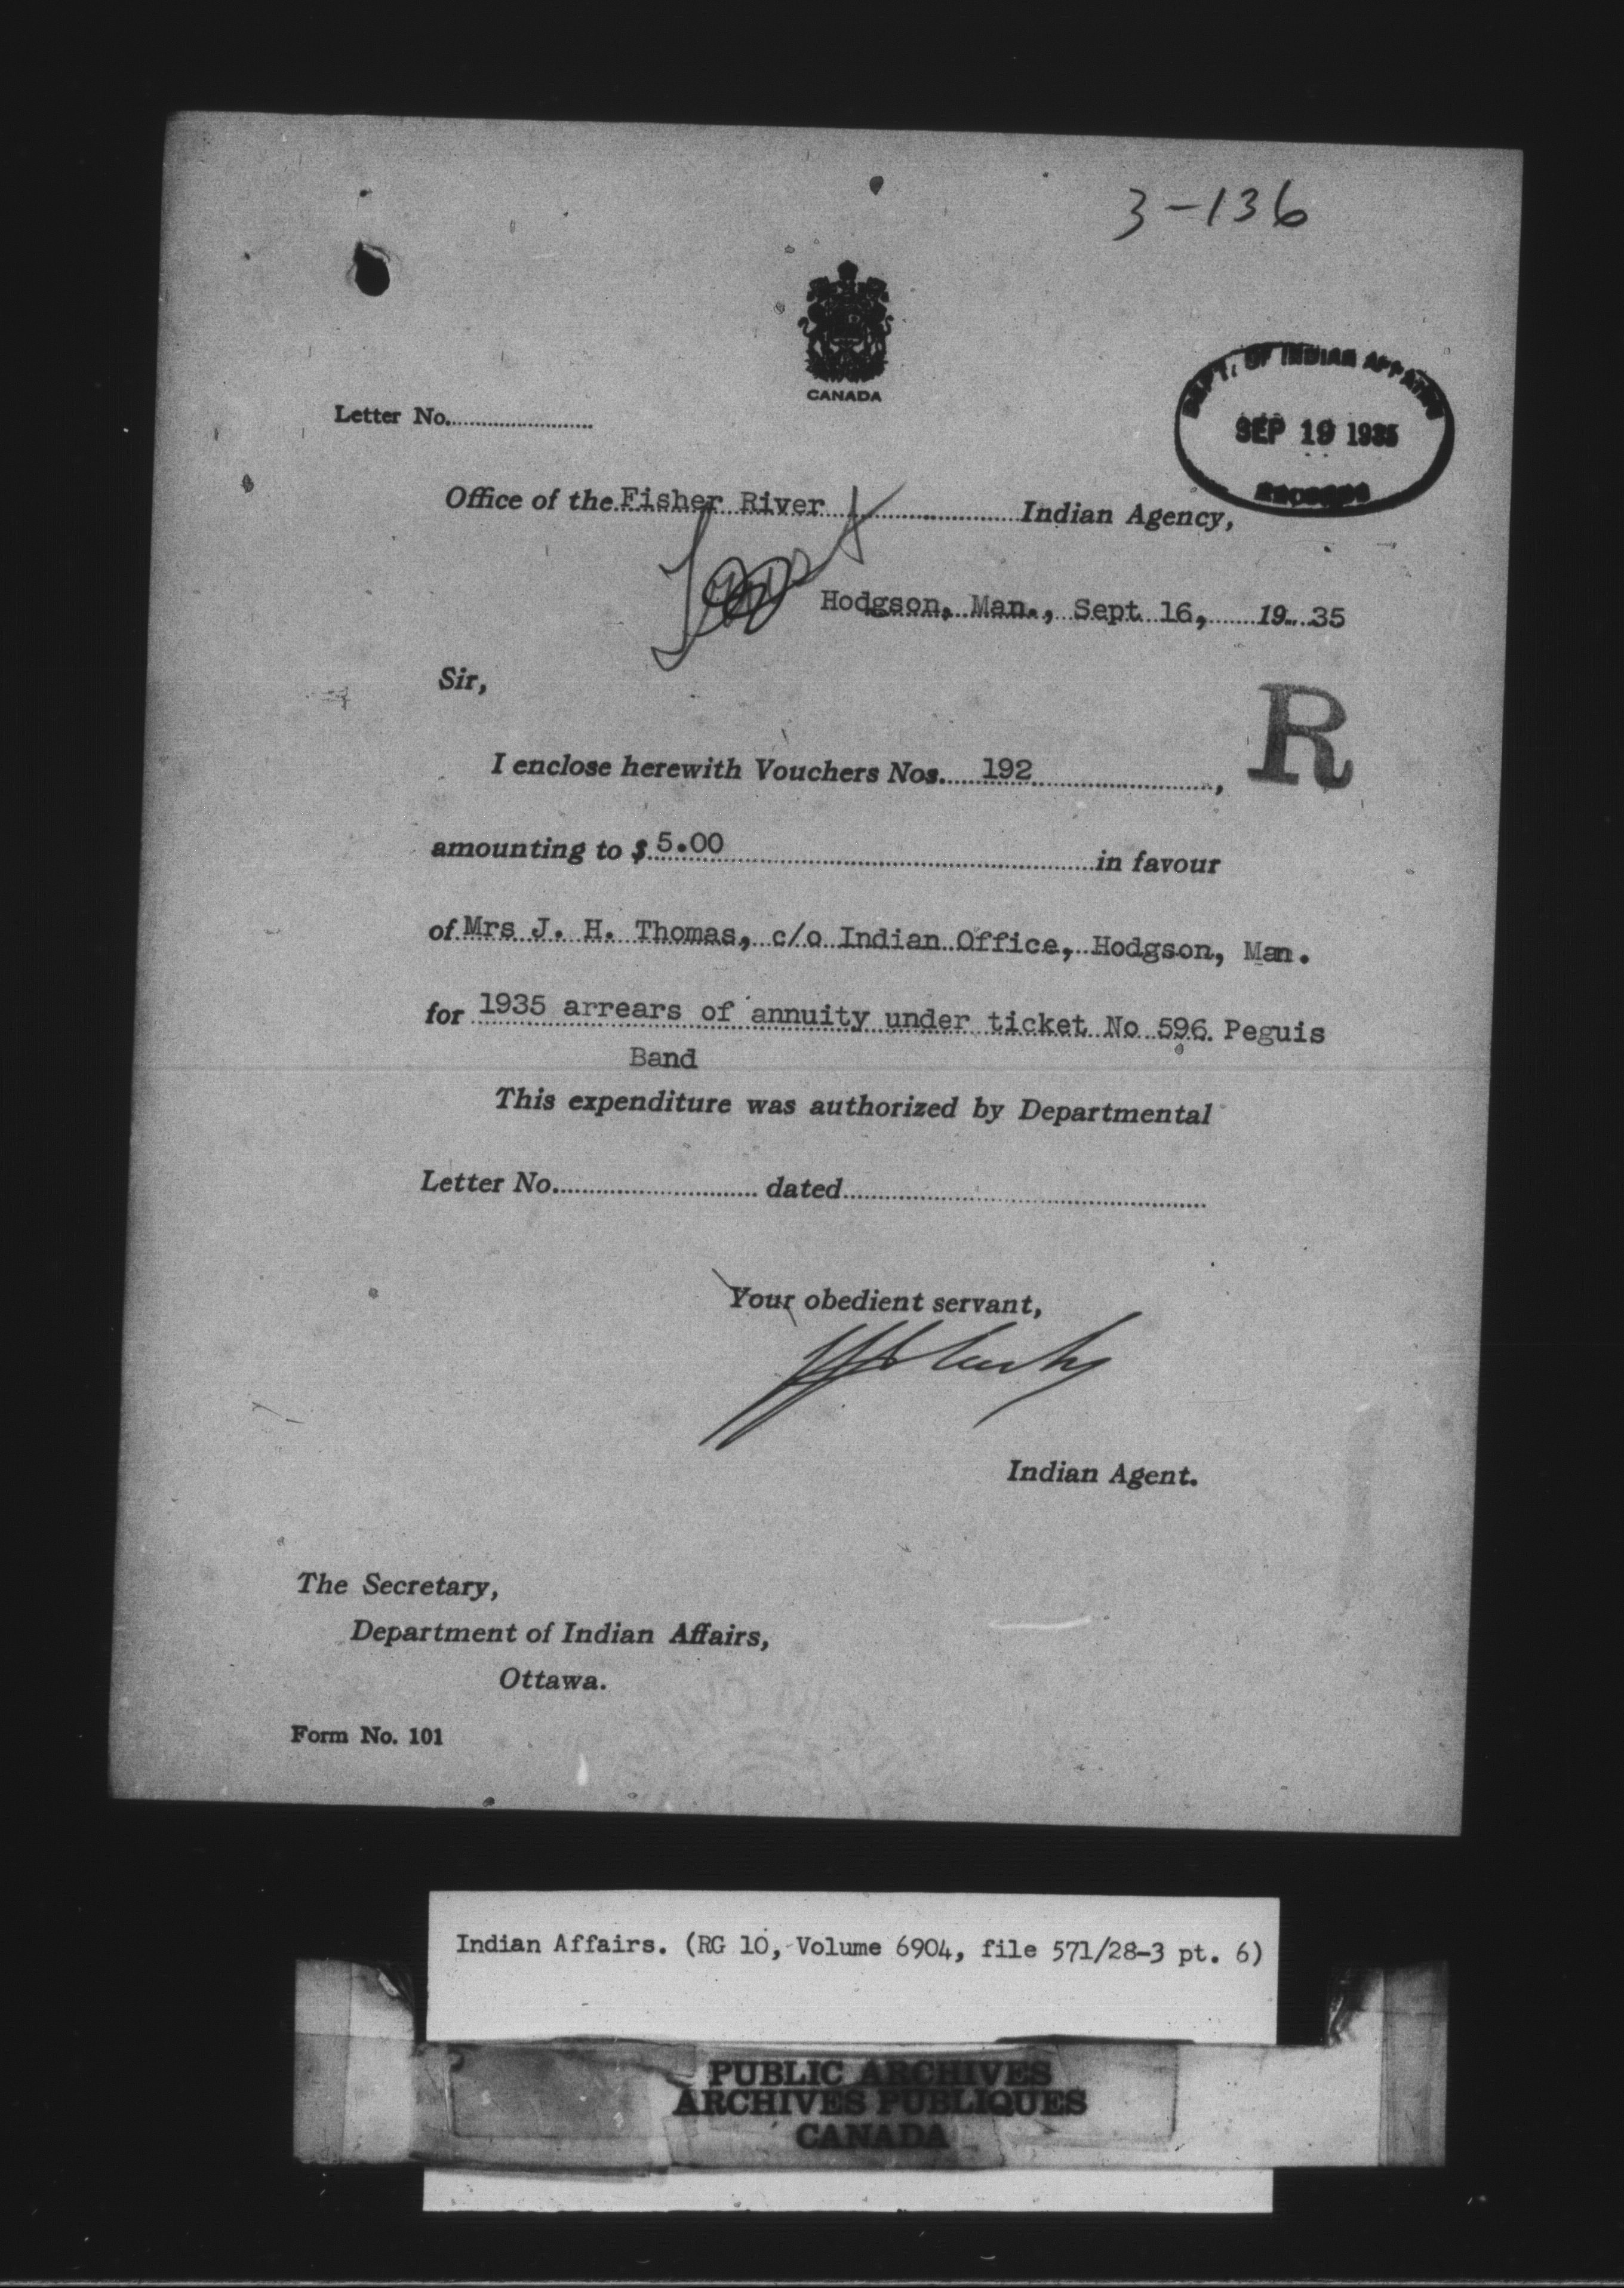 3-136
CANADA
Letter No.
DEPT. OF INDIAN AFFAIRS
SEP 19 1935
RECORDS
Office of the Fisher River Indian Agency,
Hodgson, Man., Sept 16, 19 35
Sir,
R
I enclose herewith Vouchers Nos. 192,
amounting to $ 5.00 in favour
of Mrs J. H. Thomas, c/o Indian Office, Hodgson, Man.
for 1935 arrears of annuity under ticket No 596. Peguis
Band
This expenditure was authorized by Departmental
Letter No. dated
Your obedient servant,
Indian Agent.
The Secretary,
Department of Indian Affairs,
Ottawa.
Form No. 101
Indian Affairs. (RG 10, Volume 6904, file 571/28-3 pt. 6)
PUBLIC ARCHIVES
ARCHIVES PUBLIQUES
CANADA